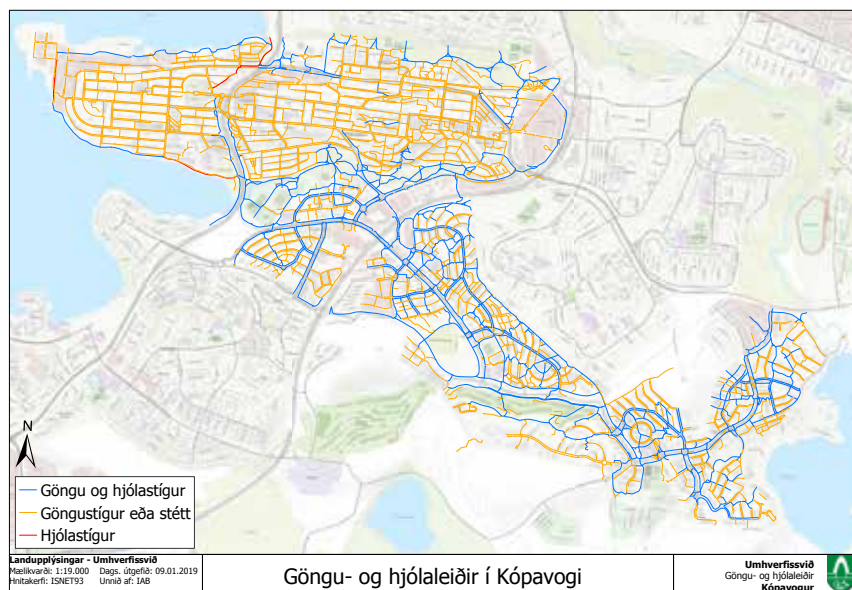 N
Göngu og hjólastígur
Göngustígur eða stétt
Hjólastígur
Landupplýsingar - Umhverfissvið
Mælikvarði: 1:19.000 Dags. útgefið: 09.01.2019
Hnitakerfi: ISNET93 Unnið af: IAB
Göngu- og hjólaleiðir í Kópavogi
Umhverfissvið
Göngu- og hjólaleiðir
Kópavogur